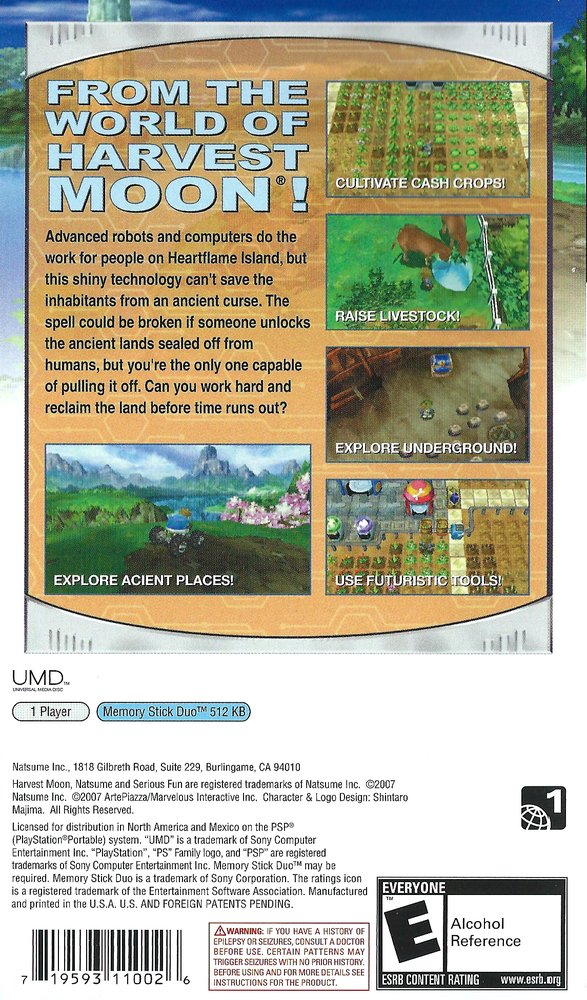 FROM THE
WORLD OF
HARVEST
MOON®!
Advanced robots and computers do the
work for people on Heartflame Island, but
this shiny technology can't save the
inhabitants from an ancient curse. The
spell could be broken if someone unlocks
the ancient lands sealed off from
humans, but you're the only one capable
of pulling it off. Can you work hard and
reclaim the land before time runs out?
CULTIVATE CASH CROPS!
RAISE LIVESTOCK!
EXPLORE UNDERGROUND!
EXPLORE ACIENT PLACES!
USE FUTURISTIC TOOLS!
UMD™
UNIVERSAL MEDIA DISC
1 Player
Memory Stick Duo™ 512 KB
Natsume Inc., 1818 Gilbreth Road, Suite 229, Burlingame, CA 94010
Harvest Moon, Natsume and Serious Fun are registered trademarks of Natsume Inc. ©2007
Natsume Inc. ©2007 ArtePiazza/Marvelous Interactive Inc. Character & Logo Design: Shintaro
Majima. All Rights Reserved.
Licensed for distribution in North America and Mexico on the PSP®
(PlayStation®Portable) system. “UMD” is a trademark of Sony Computer
Entertainment Inc. “PlayStation”, “PS” Family logo, and “PSP” are registered
trademarks of Sony Computer Entertainment Inc. Memory Stick Duo™ may be
required. Memory Stick Duo is a trademark of Sony Corporation. The ratings icon
is a registered trademark of the Entertainment Software Association. Manufactured
and printed in the U.S.A. U.S. AND FOREIGN PATENTS PENDING.
1
7 19593 11002 6
WARNING: IF YOU HAVE A HISTORY OF
EPILEPSY OR SEIZURES, CONSULT A DOCTOR
BEFORE USE. CERTAIN PATTERNS MAY
TRIGGER SEIZURES WITH NO PRIOR HISTORY.
BEFORE USING AND FOR MORE DETAILS SEE
INSTRUCTIONS FOR THE PRODUCT.
EVERYONE
E™
Alcohol
Reference
ESRB CONTENT RATING www.esrb.org